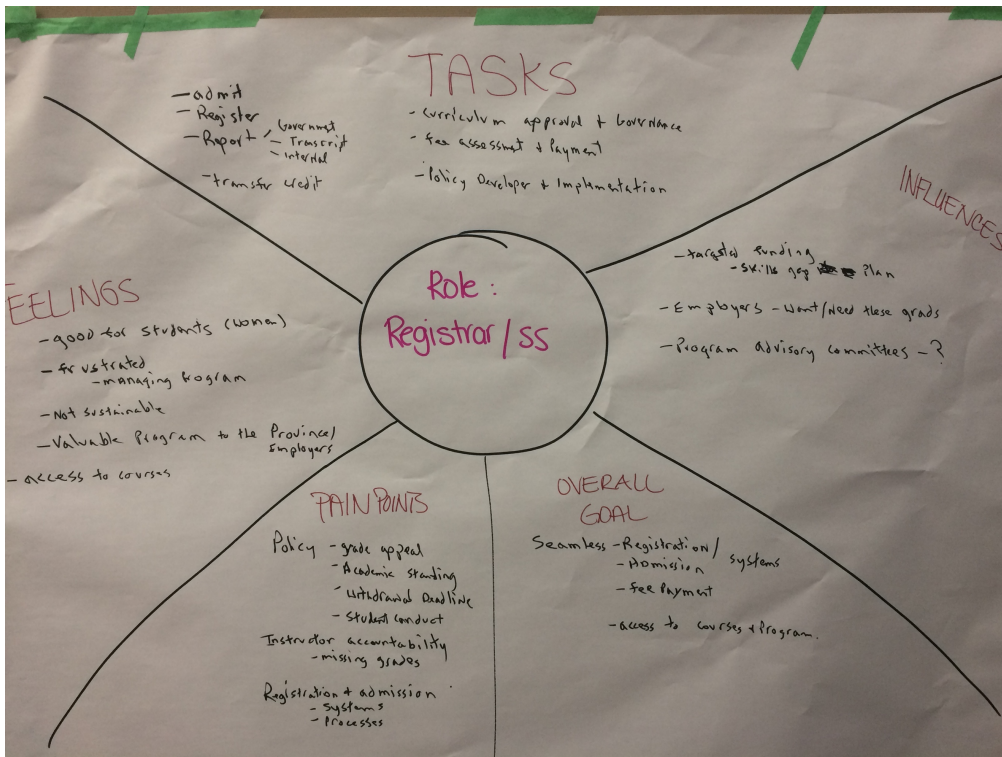 TASKS
- admit
- Register
- Report - Government
- Transcript
- Internal
- transfer credit
- Curriculum approval + Governance
- fee assessmet + Payment
- Policy Developer + Implementation
INFLUENCES
- targeted funding
- skills gap Plan
- Employers - Want/Need these grads
- Program advisory committees - ?
Role:
Registrar/SS
EELINGS
- good for students (women)
- frustrated
- managing Program
- Not sustainable
- Valuable Program to the Province/
Employers
- access to courses
PAIN POINTS
Policy - grade appeal
- Academic standing
- Withdrawal Deadline
- Student conduct
Instructor accountability
- missing grades
Registration + admission
- systems
- Processes
OVERALL
GOAL
Seamless - Registration/ systems
- Admission
- fee Payment
- access to courses + Program.